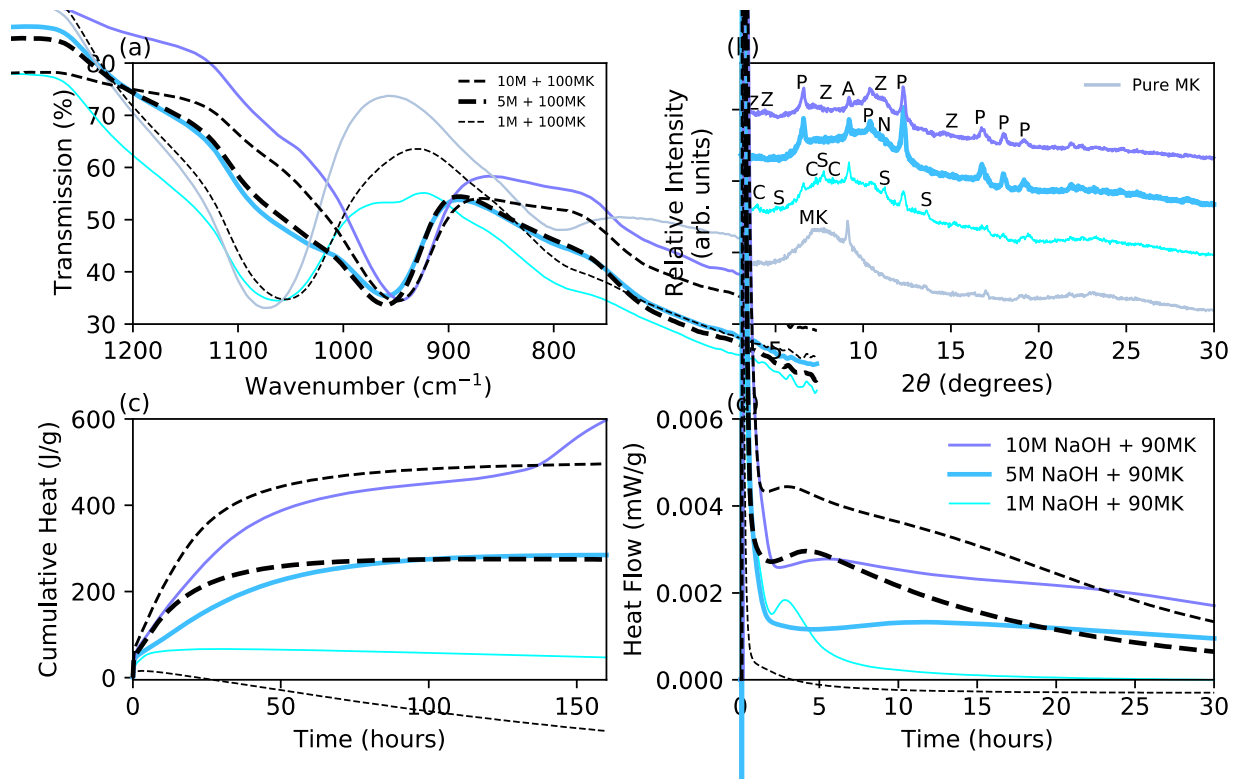 (a)
80
70
60
50
40
30
Transmission (%)
1200
1100
1000
900
800
Wavenumber (cm⁻¹)
10M + 100MK
5M + 100MK
1M + 100MK
Relative Intensity
(arb. units)
Pure MK
Z Z P Z A P Z P Z P P P
P N
C S C S C S S
MK
5
10
15
20
25
30
2θ (degrees)
(c)
600
400
200
0
Cumulative Heat (J/g)
0
50
100
150
Time (hours)
0.006
0.004
0.002
0.000
Heat Flow (mW/g)
10M NaOH + 90MK
5M NaOH + 90MK
1M NaOH + 90MK
0
5
10
15
20
25
30
Time (hours)